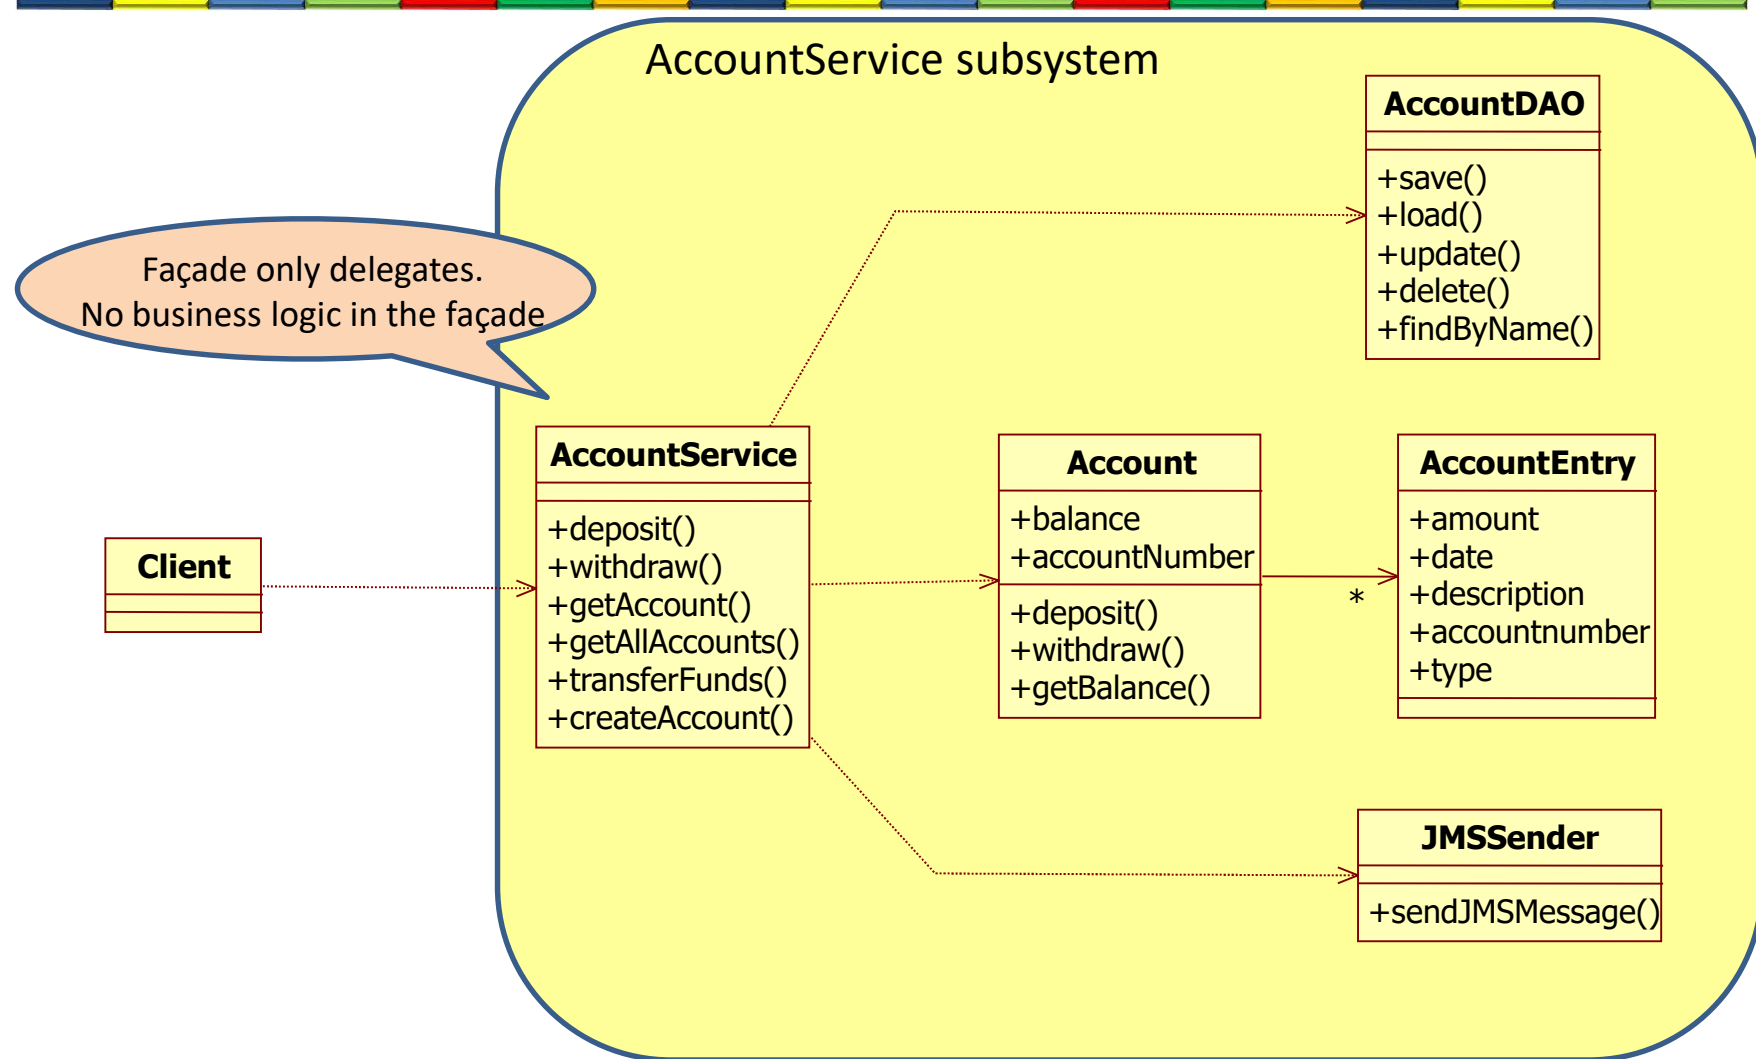 AccountService subsystem
AccountDAO
+save()
+load()
+update()
+delete()
+findByName()
Façade only delegates.
No business logic in the façade
AccountService
+deposit()
+withdraw()
+getAccount()
+getAllAccounts()
+transferFunds()
+createAccount()
Account
+balance
+accountNumber
+deposit()
+withdraw()
+getBalance()
*
AccountEntry
+amount
+date
+description
+accountnumber
+type
Client
JMSSender
+sendJMSMessage()